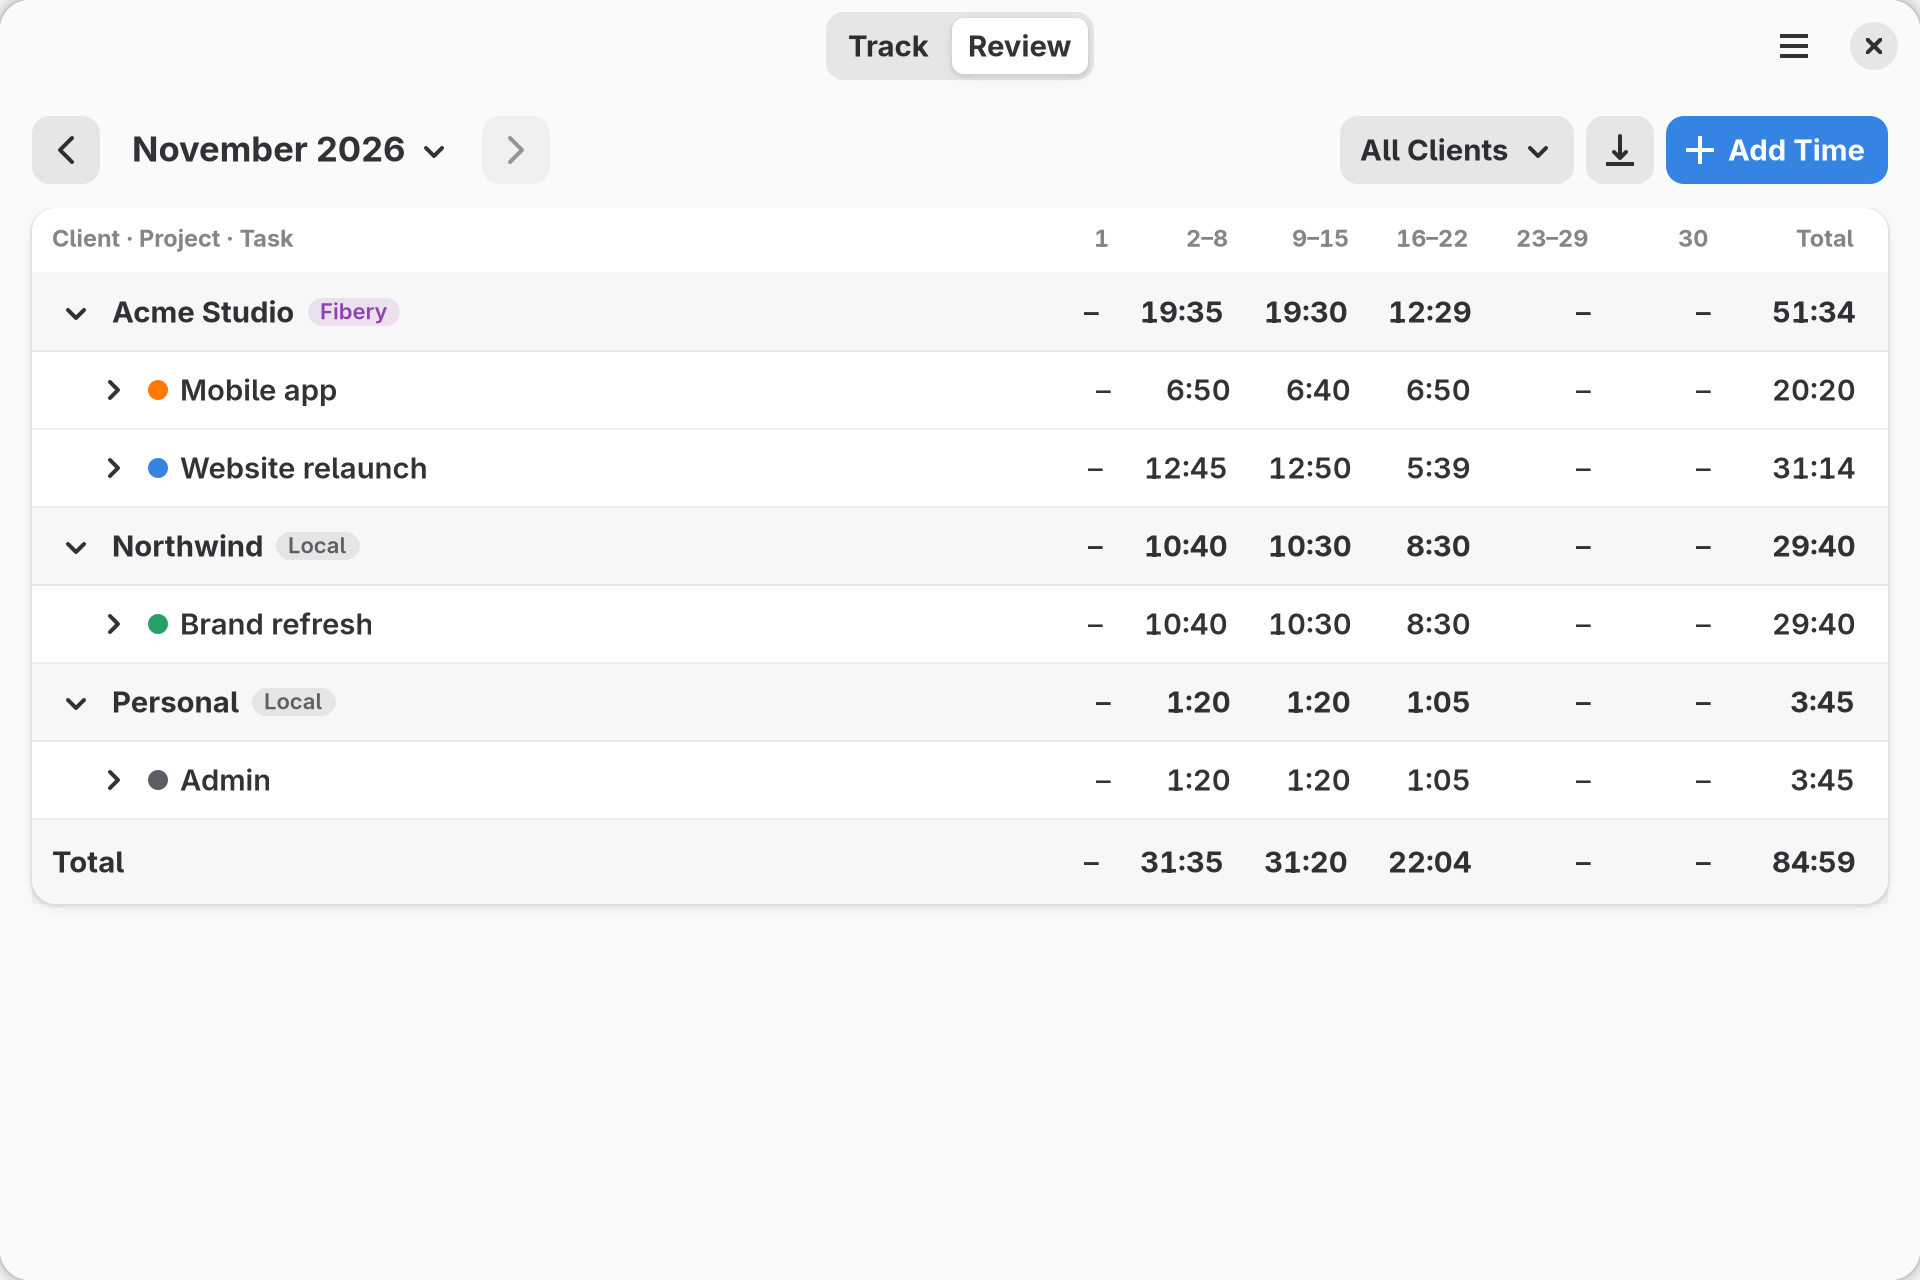 Track Review
November 2026 All Clients Add Time
Client · Project · Task 1 2–8 9–15 16–22 23–29 30 Total
Acme Studio Fibery – 19:35 19:30 12:29 – – 51:34
Mobile app – 6:50 6:40 6:50 – – 20:20
Website relaunch – 12:45 12:50 5:39 – – 31:14
Northwind Local – 10:40 10:30 8:30 – – 29:40
Brand refresh – 10:40 10:30 8:30 – – 29:40
Personal Local – 1:20 1:20 1:05 – – 3:45
Admin – 1:20 1:20 1:05 – – 3:45
Total – 31:35 31:20 22:04 – – 84:59